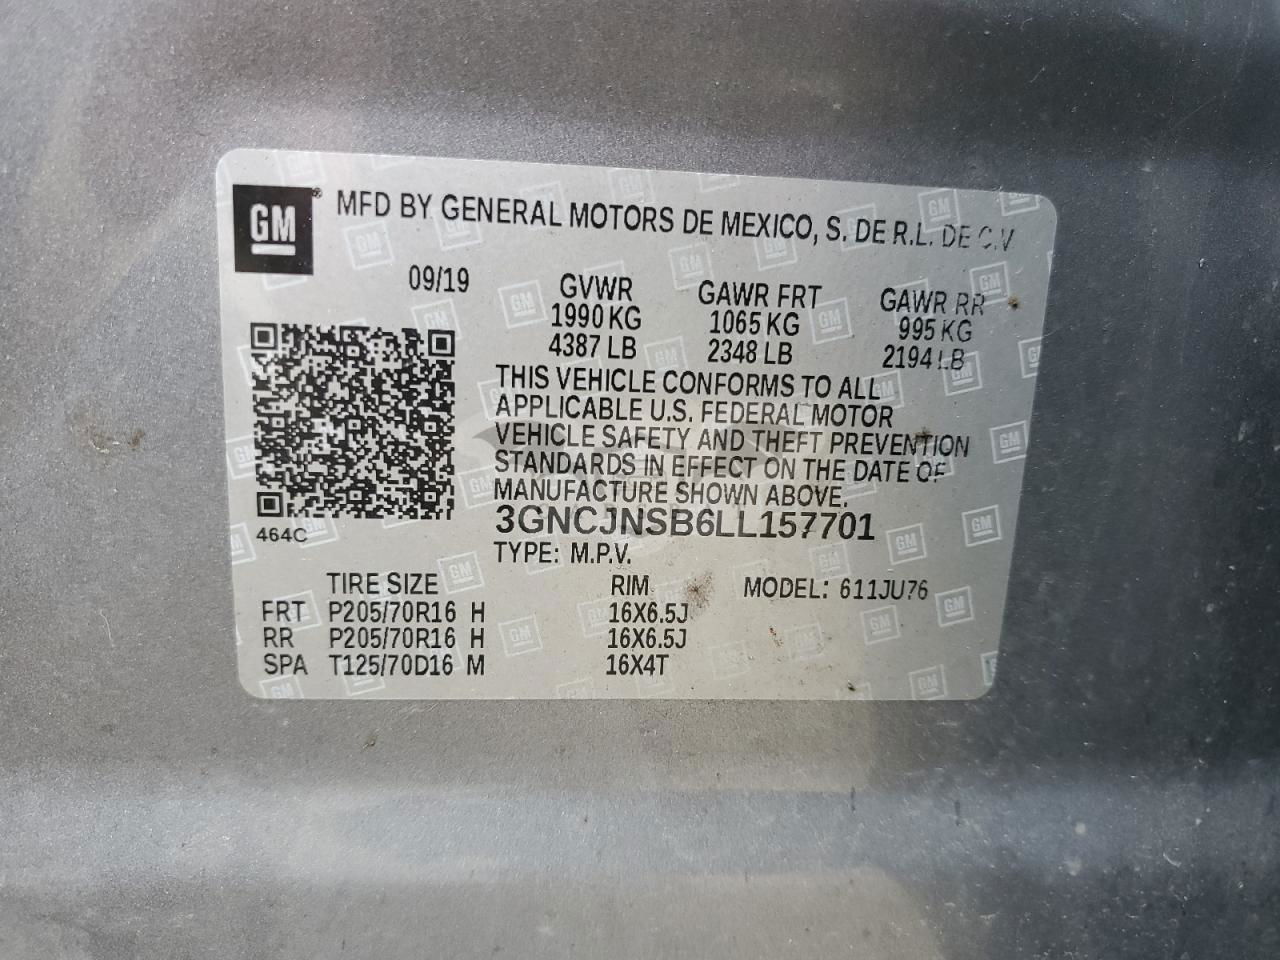 GM® MFD BY GENERAL MOTORS DE MEXICO, S. DE R.L. DE C.V
09/19
GVWR GAWR FRT GAWR RR
1990 KG 1065 KG 995 KG
4387 LB 2348 LB 2194 LB
THIS VEHICLE CONFORMS TO ALL
APPLICABLE U.S. FEDERAL MOTOR
VEHICLE SAFETY AND THEFT PREVENTION
STANDARDS IN EFFECT ON THE DATE OF
MANUFACTURE SHOWN ABOVE.
464C 3GNCJNSB6LL157701
TYPE: M.P.V.
TIRE SIZE RIM MODEL: 611JU76
FRT P205/70R16 H 16X6.5J
RR P205/70R16 H 16X6.5J
SPA T125/70D16 M 16X4T